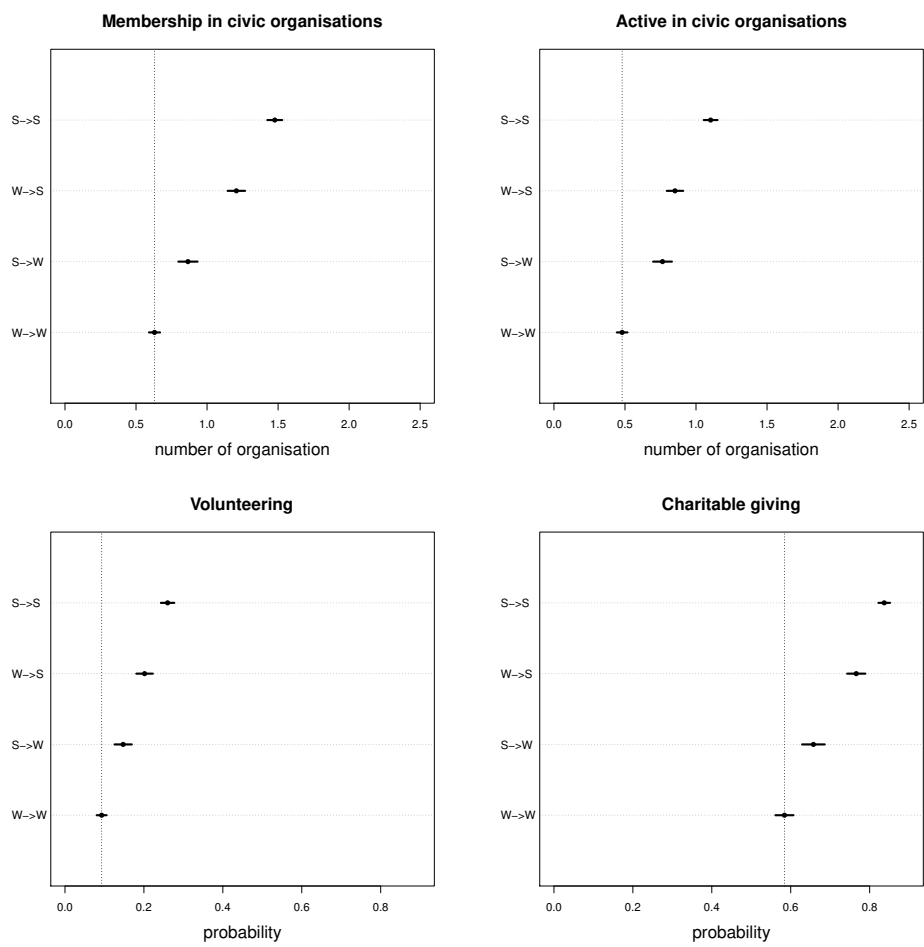 Membership in civic organisations
S->S
W->S
S->W
W->W
0.0 0.5 1.0 1.5 2.0 2.5
number of organisation
Active in civic organisations
S->S
W->S
S->W
W->W
0.0 0.5 1.0 1.5 2.0 2.5
number of organisation
Volunteering
S->S
W->S
S->W
W->W
0.0 0.2 0.4 0.6 0.8
probability
Charitable giving
S->S
W->S
S->W
W->W
0.0 0.2 0.4 0.6 0.8
probability